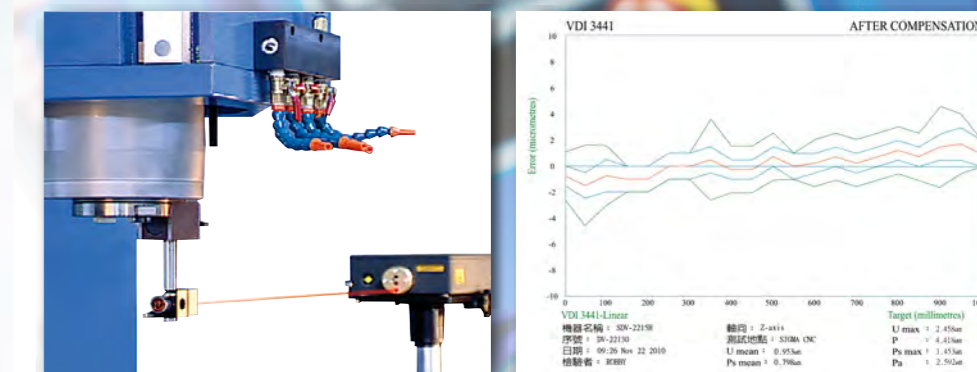 VDI 3441
AFTER COMPENSATION
Error (micrometres)
10
8
6
4
2
0
-2
-4
-6
-8
-10
0 100 200 300 400 500 600 700 800 900
VDI 3441-Linear
Target (millimetres)
機器名稱：SDV-2215H
軸向：Z-axis
U max : 2.458um
序號：DV-22150
測試地點：SIGMA CNC
P : 4.418um
日期：09:26 Nov 22 2010
U mean : 0.953um
Ps max : 1.453um
檢驗者：ROBBY
Ps mean : 0.798um
Pa : 2.592um